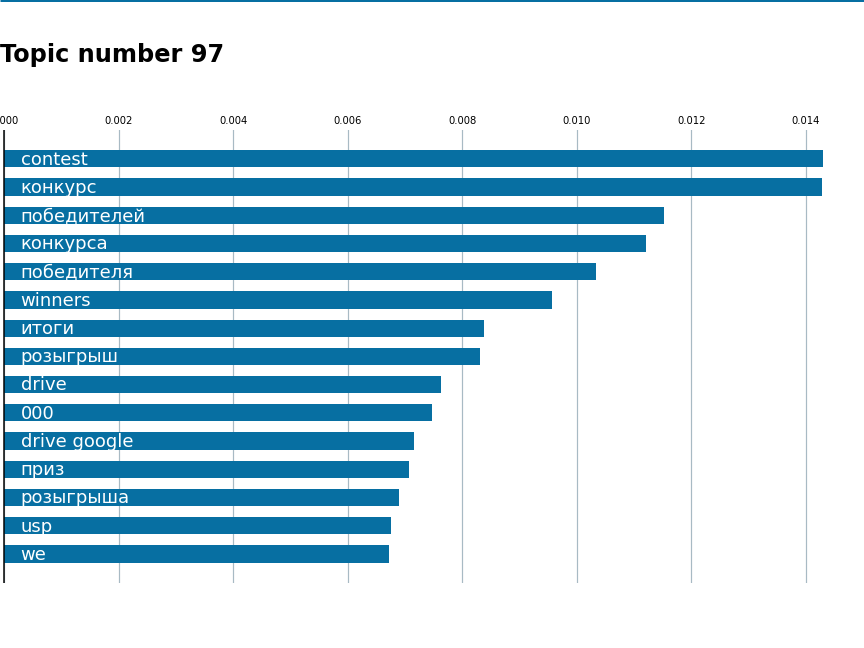 Topic number 97
000 0.002 0.004 0.006 0.008 0.010 0.012 0.014
contest
конкурс
победителей
конкурса
победителя
winners
итоги
розыгрыш
drive
000
drive google
приз
розыгрыша
usp
we